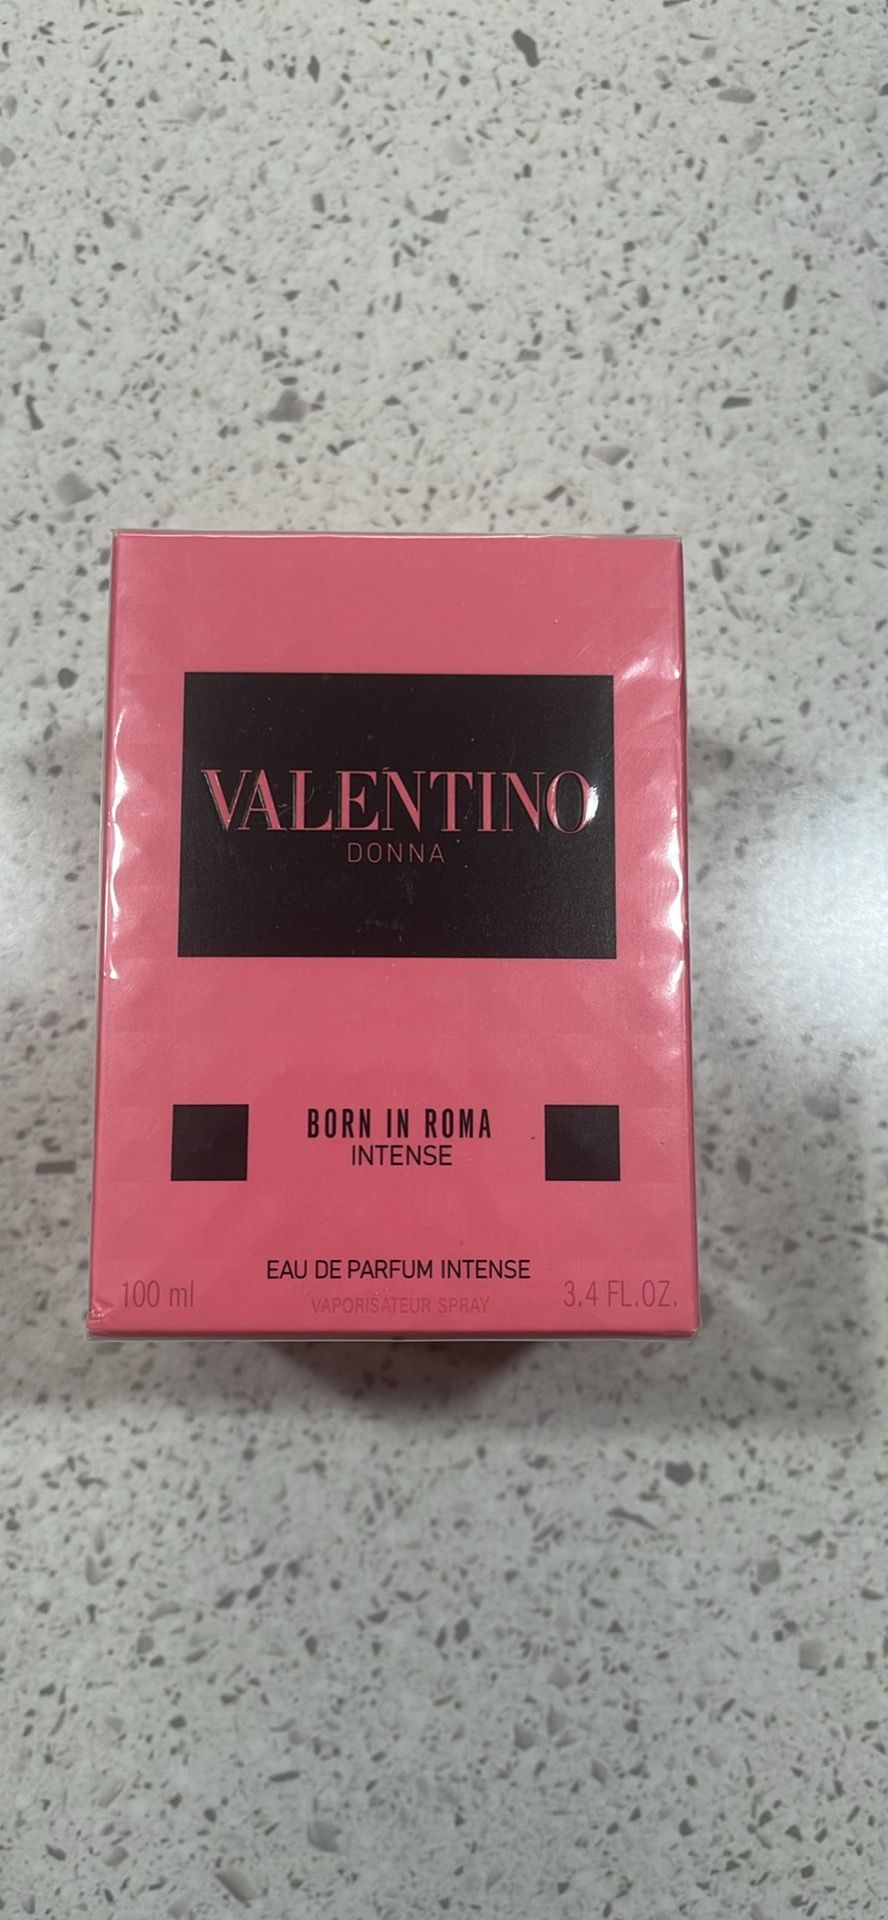 VALENTINO
DONNA
BORN IN ROMA
INTENSE
EAU DE PARFUM INTENSE
100 ml
VAPORISATEUR SPRAY
3.4 FL.OZ.